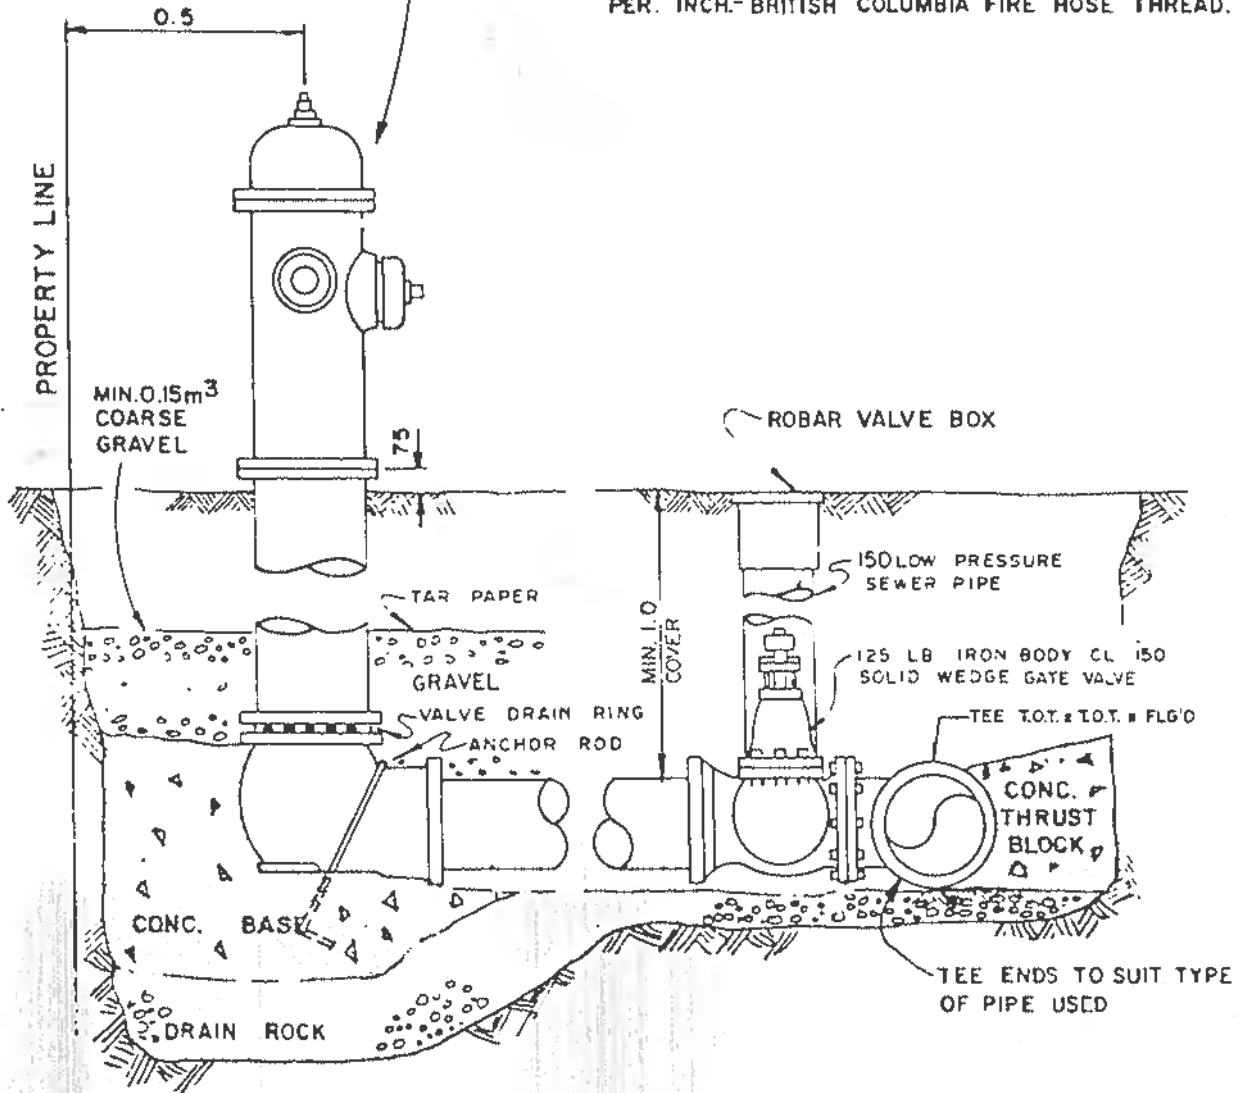 0.5
PER. INCH.- BRITISH COLUMBIA FIRE HOSE THREAD.
PROPERTY LINE
MIN. 0.15m³
COARSE
GRAVEL
75
ROBAR VALVE BOX
150 LOW PRESSURE
SEWER PIPE
TAR PAPER
MIN. 1.0
COVER
GRAVEL
125 LB IRON BODY CL 150
SOLID WEDGE GATE VALVE
VALVE DRAIN RING
ANCHOR ROD
TEE T.O.T. x T.O.T. x FLG'D
CONC.
THRUST
BLOCK
CONC. BASE
TEE ENDS TO SUIT TYPE
OF PIPE USED
DRAIN ROCK